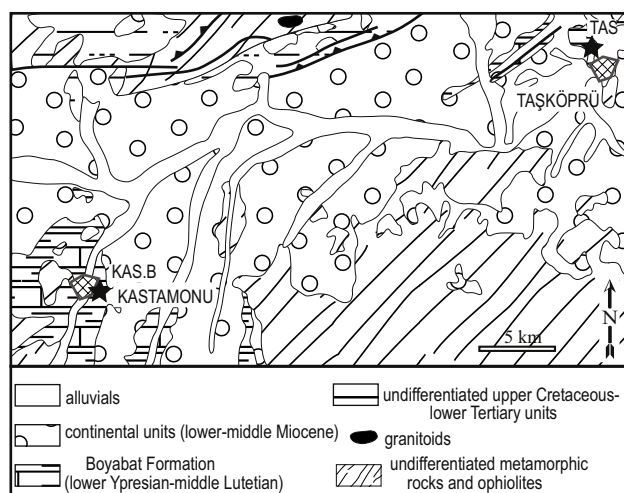 TAS
TAŞKÖPRÜ
KAS.B
KASTAMONU
5 km
N
alluvials
continental units (lower-middle Miocene)
Boyabat Formation
(lower Ypresian-middle Lutetian)
undifferentiated upper Cretaceous-
lower Tertiary units
granitoids
undifferentiated metamorphic
rocks and ophiolites